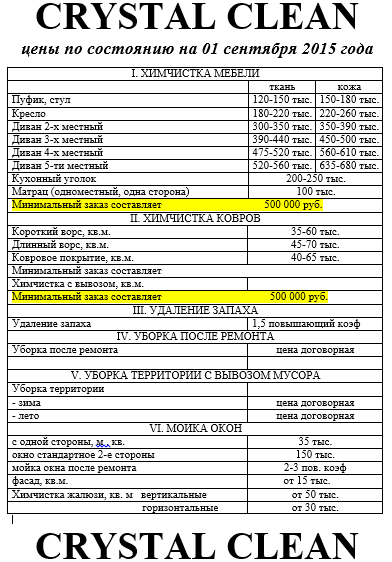 CRYSTAL CLEAN
цены по состоянию на 01 сентября 2015 года
I. ХИМЧИСТКА МЕБЕЛИ
ткань кожа
Пуфик, стул 120-150 тыс. 150-180 тыс.
Кресло 180-220 тыс. 220-260 тыс.
Диван 2-х местный 300-350 тыс. 350-390 тыс.
Диван 3-х местный 390-440 тыс. 450-500 тыс.
Диван 4-х местный 475-520 тыс. 560-610 тыс.
Диван 5-ти местный 520-560 тыс. 635-680 тыс.
Кухонный уголок 200-250 тыс.
Матрац (одноместный, одна сторона) 100 тыс.
Минимальный заказ составляет 500 000 руб.
II. ХИМЧИСТКА КОВРОВ
Короткий ворс, кв.м. 35-60 тыс.
Длинный ворс, кв.м. 45-70 тыс.
Ковровое покрытие, кв.м. 40-65 тыс.
Минимальный заказ составляет
Химчистка с вывозом, кв.м.
Минимальный заказ составляет 500 000 руб.
III. УДАЛЕНИЕ ЗАПАХА
Удаление запаха 1,5 повышающий коэф
IV. УБОРКА ПОСЛЕ РЕМОНТА
Уборка после ремонта цена договорная
V. УБОРКА ТЕРРИТОРИИ С ВЫВОЗОМ МУСОРА
Уборка территории
- зима цена договорная
- лето цена договорная
VI. МОЙКА ОКОН
с одной стороны, м., кв. 35 тыс.
окно стандартное 2-е стороны 150 тыс.
мойка окна после ремонта 2-3 пов. коэф
фасад, кв.м. от 15 тыс.
Химчистка жалюзи, кв. м вертикальные от 50 тыс.
горизонтальные от 30 тыс.
CRYSTAL CLEAN